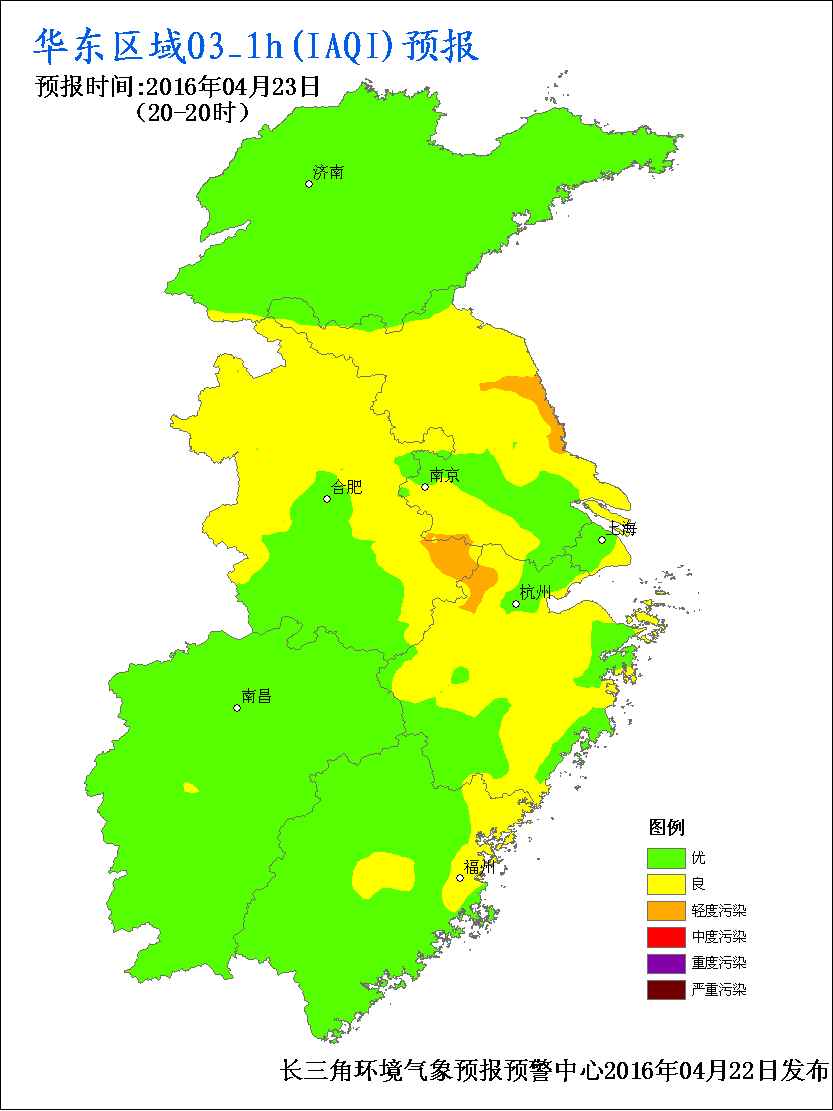 华东区域O3_1h(IAQI)预报
预报时间:2016年04月23日
（20-20时）
济南
南京
合肥
上海
杭州
南昌
福州
图例
优
良
轻度污染
中度污染
重度污染
严重污染
长三角环境气象预报预警中心2016年04月22日发布